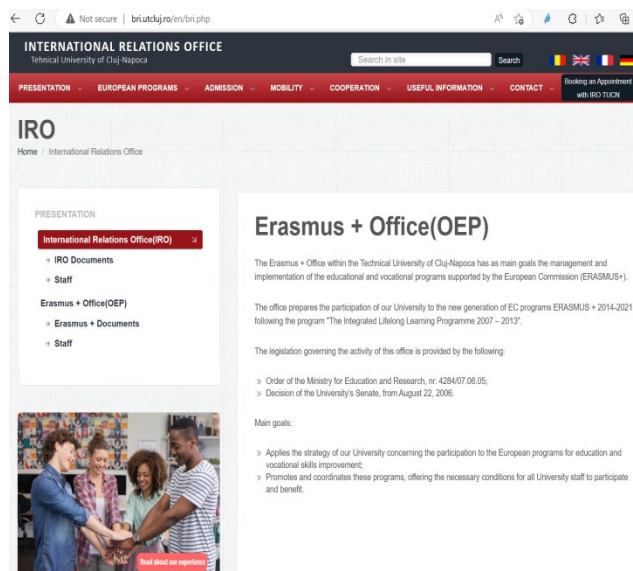 Not secure | bri.utcluj.ro/en/bri.php
INTERNATIONAL RELATIONS OFFICE
Tehnical University of Cluj-Napoca
Search in site
Search
PRESENTATION EUROPEAN PROGRAMS ADMISSION MOBILITY COOPERATION USEFUL INFORMATION CONTACT
Booking an Appointment
with IRO TUCN
IRO
Home / International Relations Office
PRESENTATION
International Relations Office(IRO)
IRO Documents
Staff
Erasmus + Office(OEP)
Erasmus + Documents
Staff
Read about our experience
Erasmus + Office(OEP)
The Erasmus + Office within the Technical University of Cluj-Napoca has as main goals the management and
implementation of the educational and vocational programs supported by the European Commission (ERASMUS+).
The office prepares the participation of our University to the new generation of EC programs ERASMUS + 2014-2021
following the program "The Integrated Lifelong Learning Programme 2007 – 2013".
The legislation governing the activity of this office is provided by the following:
» Order of the Ministry for Education and Research, nr. 4284/07.06.05;
» Decision of the University's Senate, from August 22, 2006.
Main goals:
» Applies the strategy of our University concerning the participation to the European programs for education and
vocational skills improvement;
» Promotes and coordinates these programs, offering the necessary conditions for all University staff to participate
and benefit.